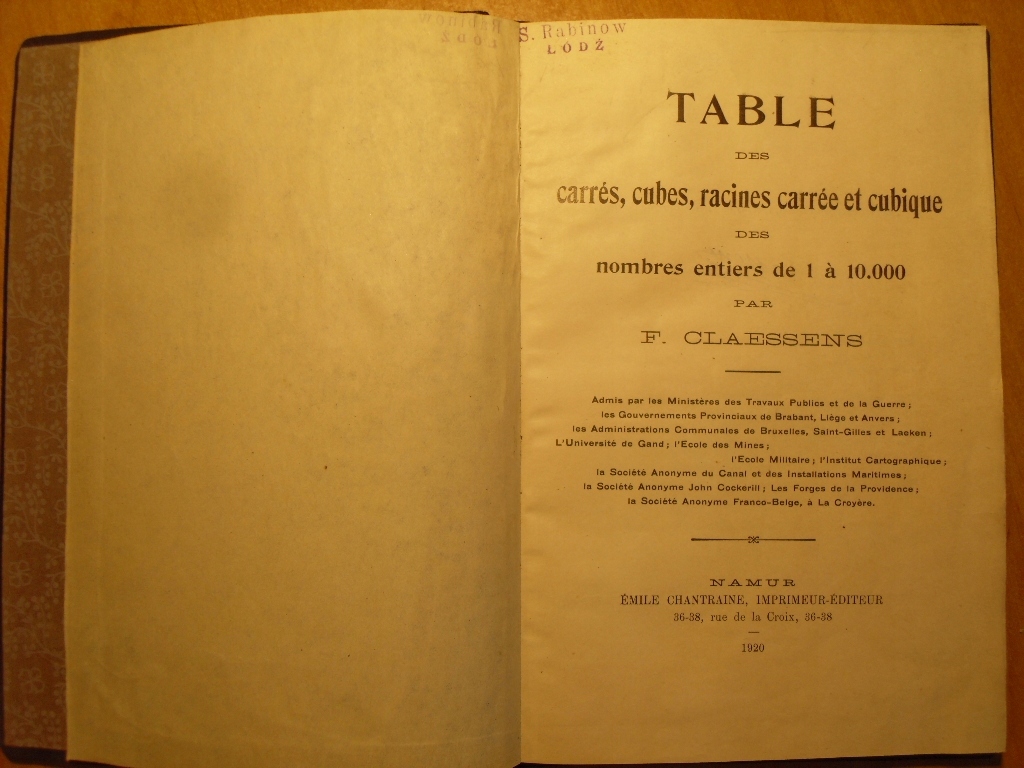 S. Rabinow
ŁÓDŹ
TABLE
DES
carrés, cubes, racines carrée et cubique
DES
nombres entiers de 1 à 10.000
PAR
F. CLAESSENS
Admis par les Ministères des Travaux Publics et de la Guerre ;
les Gouvernements Provinciaux de Brabant, Liège et Anvers ;
les Administrations Communales de Bruxelles, Saint-Gilles et Laeken ;
L'Université de Gand ; l'Ecole des Mines ;
l'Ecole Militaire ; l'Institut Cartographique ;
la Société Anonyme du Canal et des Installations Maritimes ;
la Société Anonyme John Cockerill ; Les Forges de la Providence ;
la Société Anonyme Franco-Belge, à La Croyère.
NAMUR
ÉMILE CHANTRAINE, IMPRIMEUR-ÉDITEUR
36-38, rue de la Croix, 36-38
1920